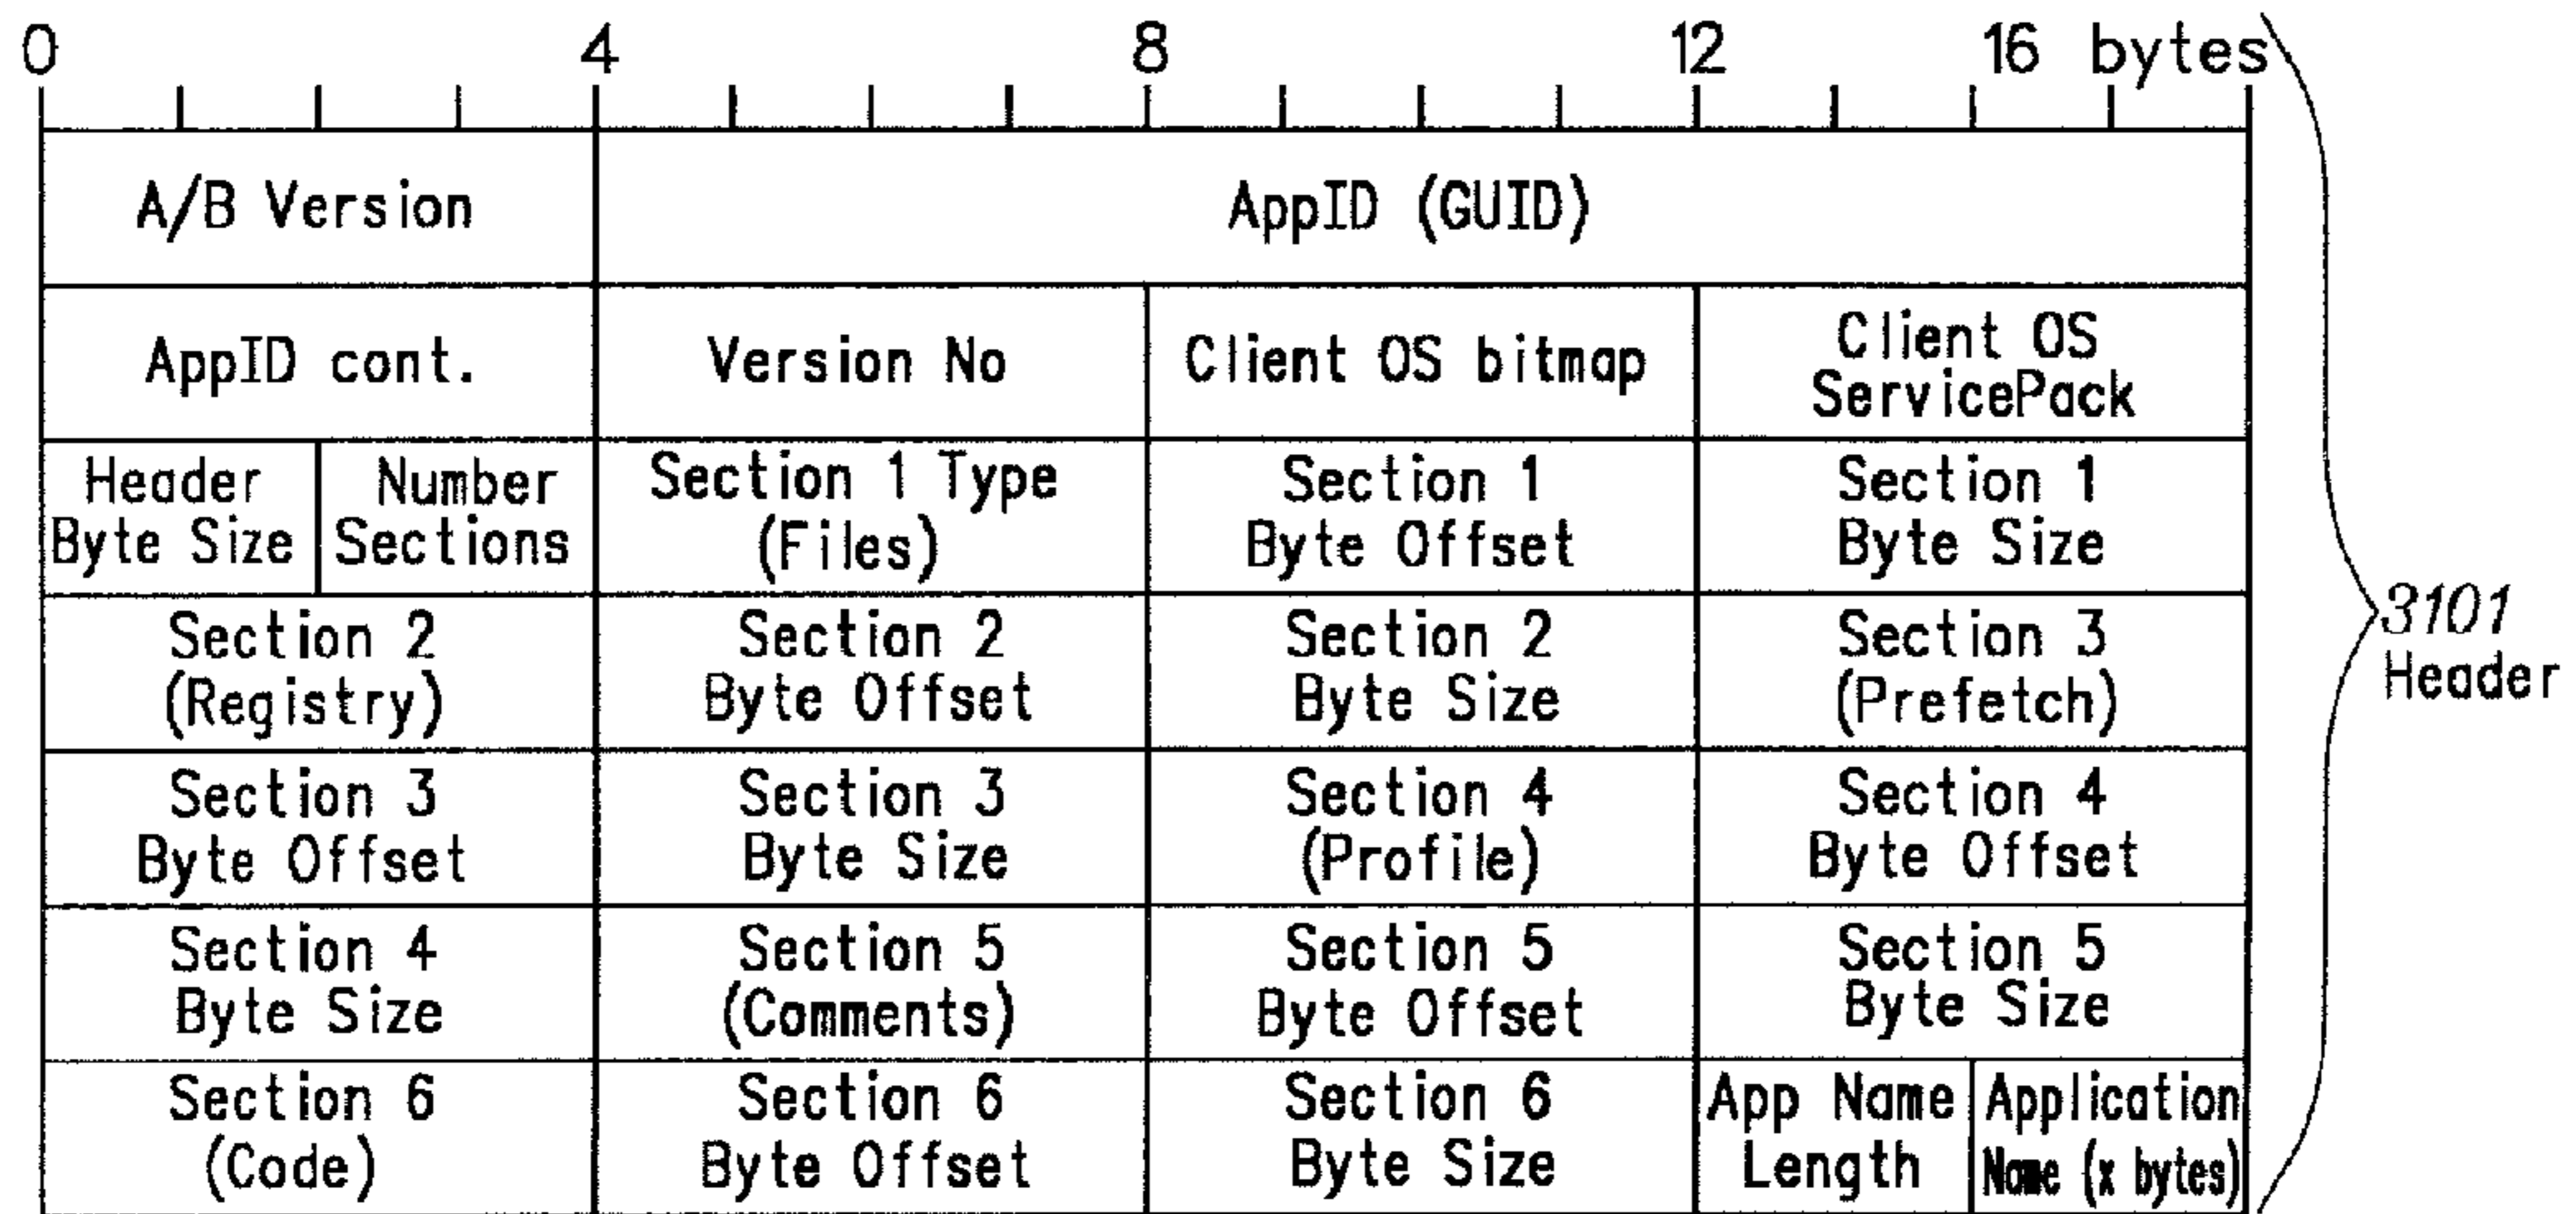 0 4 8 12 16 bytes
A/B Version
AppID (GUID)
AppID cont.
Version No
Client OS bitmap
Client OS
ServicePack
Header
Byte Size
Number
Sections
Section 1 Type
(Files)
Section 1
Byte Offset
Section 1
Byte Size
Section 2
(Registry)
Section 2
Byte Offset
Section 2
Byte Size
Section 3
(Prefetch)
Section 3
Byte Offset
Section 3
Byte Size
Section 4
(Profile)
Section 4
Byte Offset
Section 4
Byte Size
Section 5
(Comments)
Section 5
Byte Offset
Section 5
Byte Size
Section 6
(Code)
Section 6
Byte Offset
Section 6
Byte Size
App Name
Length
Application
Name (x bytes)
3101
Header